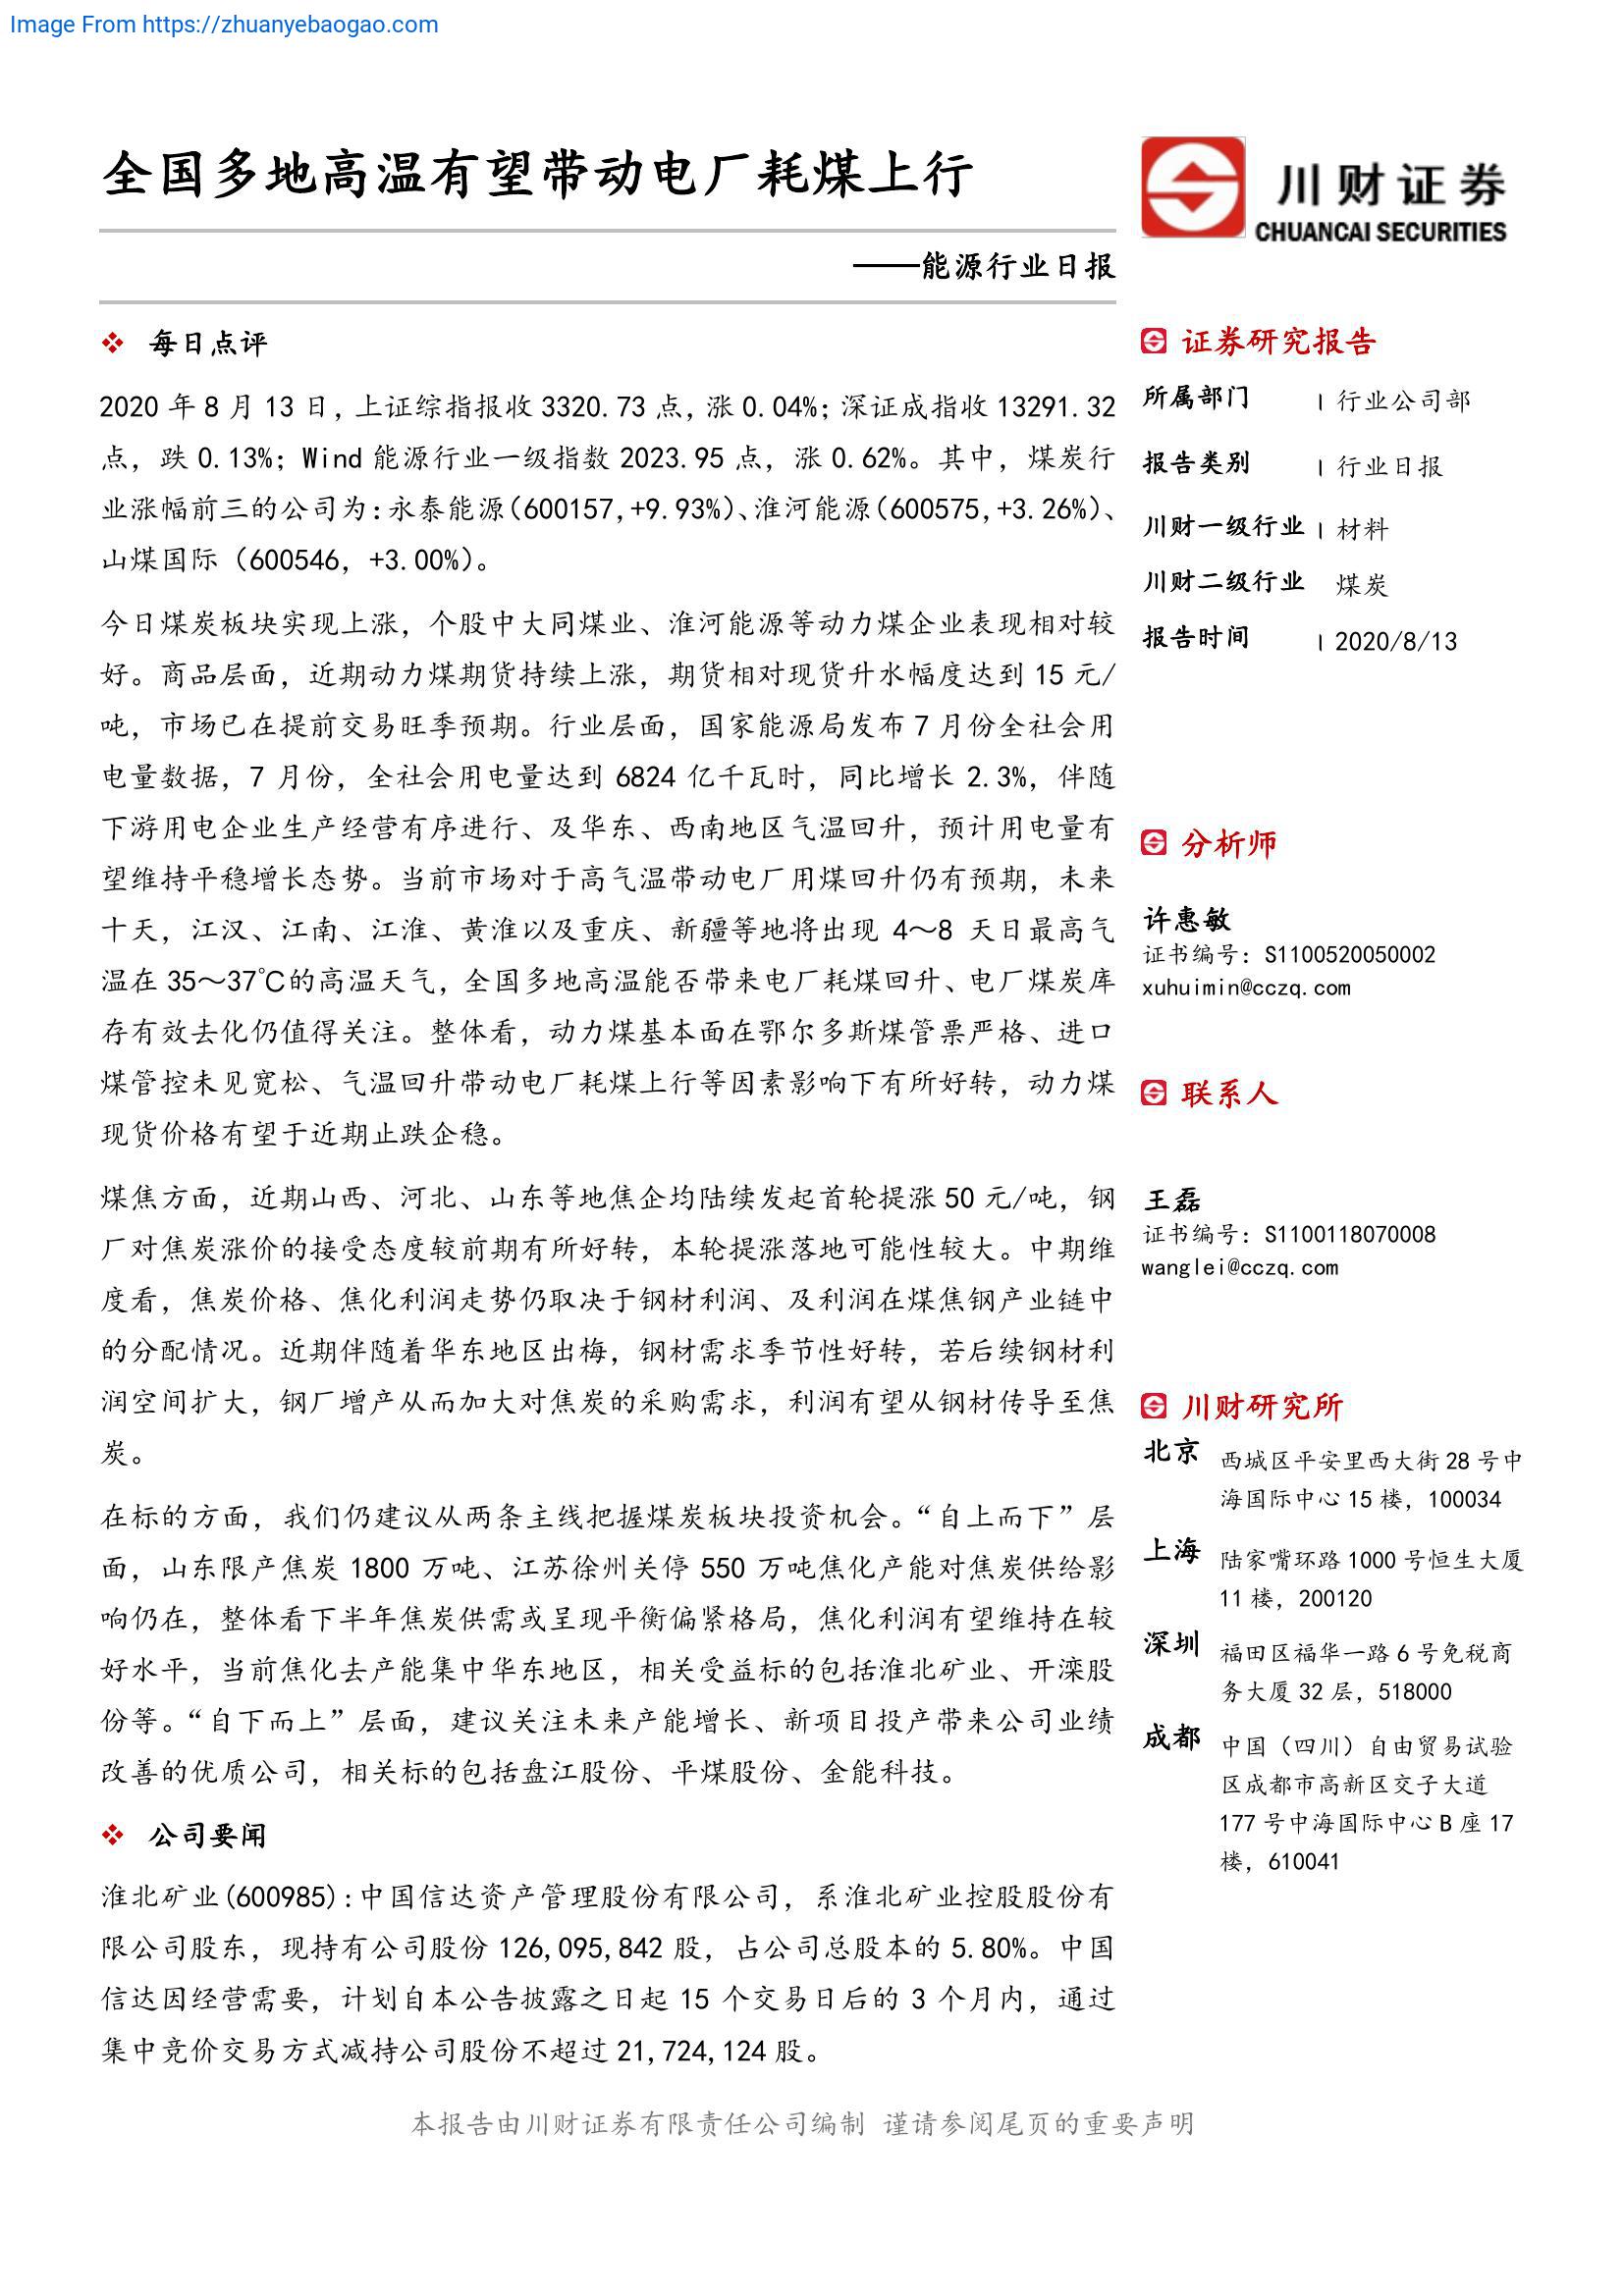 Image From https://zhuanyebaogao.com
全国多地高温有望带动电厂耗煤上行
川财证券
CHUANCAI SECURITIES
——能源行业日报
❖ 每日点评
2020 年 8 月 13 日，上证综指报收 3320.73 点，涨 0.04%；深证成指收 13291.32
点，跌 0.13%；Wind 能源行业一级指数 2023.95 点，涨 0.62%。其中，煤炭行
业涨幅前三的公司为：永泰能源（600157,+9.93%）、淮河能源（600575,+3.26%）、
山煤国际（600546，+3.00%）。
今日煤炭板块实现上涨，个股中大同煤业、淮河能源等动力煤企业表现相对较
好。商品层面，近期动力煤期货持续上涨，期货相对现货升水幅度达到 15 元/
吨，市场已在提前交易旺季预期。行业层面，国家能源局发布 7 月份全社会用
电量数据，7 月份，全社会用电量达到 6824 亿千瓦时，同比增长 2.3%，伴随
下游用电企业生产经营有序进行、及华东、西南地区气温回升，预计用电量有
望维持平稳增长态势。当前市场对于高气温带动电厂用煤回升仍有预期，未来
十天，江汉、江南、江淮、黄淮以及重庆、新疆等地将出现 4～8 天日最高气
温在 35～37℃的高温天气，全国多地高温能否带来电厂耗煤回升、电厂煤炭库
存有效去化仍值得关注。整体看，动力煤基本面在鄂尔多斯煤管票严格、进口
煤管控未见宽松、气温回升带动电厂耗煤上行等因素影响下有所好转，动力煤
现货价格有望于近期止跌企稳。
煤焦方面，近期山西、河北、山东等地焦企均陆续发起首轮提涨 50 元/吨，钢
厂对焦炭涨价的接受态度较前期有所好转，本轮提涨落地可能性较大。中期维
度看，焦炭价格、焦化利润走势仍取决于钢材利润、及利润在煤焦钢产业链中
的分配情况。近期伴随着华东地区出梅，钢材需求季节性好转，若后续钢材利
润空间扩大，钢厂增产从而加大对焦炭的采购需求，利润有望从钢材传导至焦
炭。
在标的方面，我们仍建议从两条主线把握煤炭板块投资机会。“自上而下”层
面，山东限产焦炭 1800 万吨、江苏徐州关停 550 万吨焦化产能对焦炭供给影
响仍在，整体看下半年焦炭供需或呈现平衡偏紧格局，焦化利润有望维持在较
好水平，当前焦化去产能集中华东地区，相关受益标的包括淮北矿业、开滦股
份等。“自下而上”层面，建议关注未来产能增长、新项目投产带来公司业绩
改善的优质公司，相关标的包括盘江股份、平煤股份、金能科技。
❖ 公司要闻
淮北矿业(600985):中国信达资产管理股份有限公司，系淮北矿业控股股份有
限公司股东，现持有公司股份 126,095,842 股，占公司总股本的 5.80%。中国
信达因经营需要，计划自本公告披露之日起 15 个交易日后的 3 个月内，通过
集中竞价交易方式减持公司股份不超过 21,724,124 股。
证券研究报告
所属部门 | 行业公司部
报告类别 | 行业日报
川财一级行业 | 材料
川财二级行业 煤炭
报告时间 | 2020/8/13
分析师
许惠敏
证书编号：S1100520050002
xuhuimin@cczq.com
联系人
王磊
证书编号：S1100118070008
wanglei@cczq.com
川财研究所
北京 西城区平安里西大街 28 号中
海国际中心 15 楼，100034
上海 陆家嘴环路 1000 号恒生大厦
11 楼，200120
深圳 福田区福华一路 6 号免税商
务大厦 32 层，518000
成都 中国（四川）自由贸易试验
区成都市高新区交子大道
177 号中海国际中心 B 座 17
楼，610041
本报告由川财证券有限责任公司编制 谨请参阅尾页的重要声明